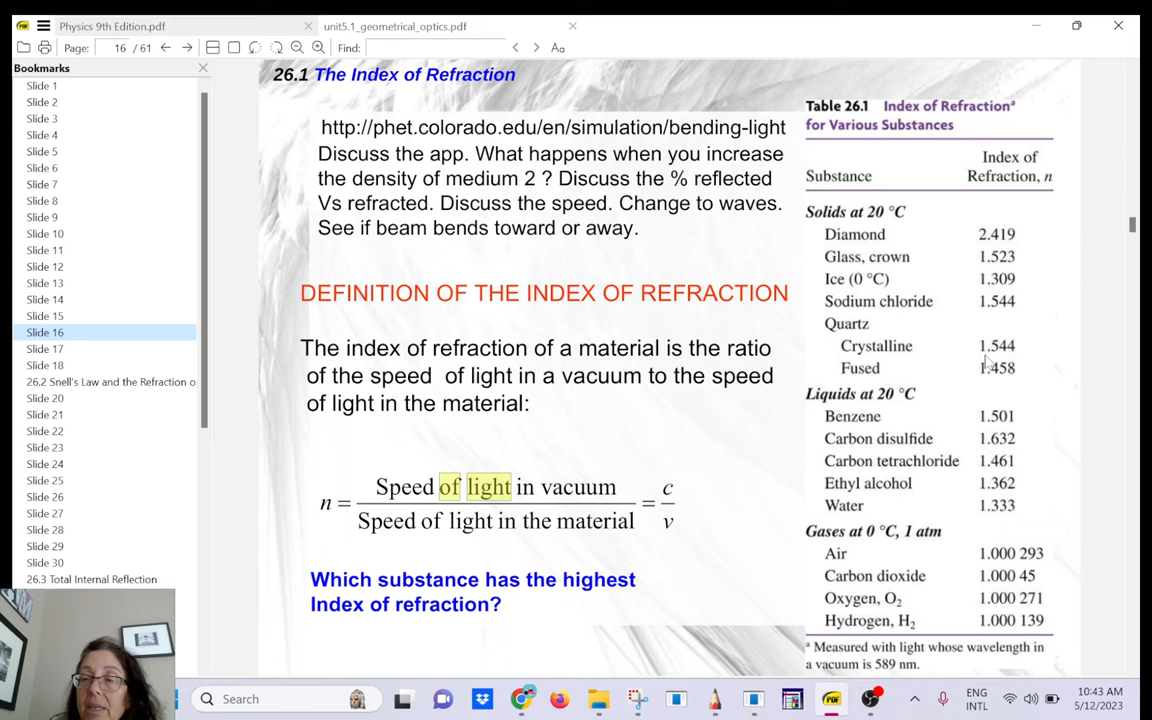 Physics 9th Edition.pdf
unit5.1_geometrical_optics.pdf
Page:
16 / 61
Find:
Aa
Bookmarks
Slide 1
Slide 2
Slide 3
Slide 4
Slide 5
Slide 6
Slide 7
Slide 8
Slide 9
Slide 10
Slide 11
Slide 12
Slide 13
Slide 14
Slide 15
Slide 16
Slide 17
Slide 18
26.2 Snell's Law and the Refraction o
Slide 20
Slide 21
Slide 22
Slide 23
Slide 24
Slide 25
Slide 26
Slide 27
Slide 28
Slide 29
Slide 30
26.3 Total Internal Reflection
26.1 The Index of Refraction
http://phet.colorado.edu/en/simulation/bending-light
Discuss the app. What happens when you increase
the density of medium 2 ? Discuss the % reflected
Vs refracted. Discuss the speed. Change to waves.
See if beam bends toward or away.
DEFINITION OF THE INDEX OF REFRACTION
The index of refraction of a material is the ratio
of the speed of light in a vacuum to the speed
of light in the material:
n = Speed of light in vacuum / Speed of light in the material = c / v
Which substance has the highest
Index of refraction?
Table 26.1 Index of Refractionᵃ
for Various Substances
Index of
Substance Refraction, n
Solids at 20 °C
Diamond 2.419
Glass, crown 1.523
Ice (0 °C) 1.309
Sodium chloride 1.544
Quartz
Crystalline 1.544
Fused 1.458
Liquids at 20 °C
Benzene 1.501
Carbon disulfide 1.632
Carbon tetrachloride 1.461
Ethyl alcohol 1.362
Water 1.333
Gases at 0 °C, 1 atm
Air 1.000 293
Carbon dioxide 1.000 45
Oxygen, O₂ 1.000 271
Hydrogen, H₂ 1.000 139
ᵃ Measured with light whose wavelength in
a vacuum is 589 nm.
Search
PDF
ENG
INTL
10:43 AM
5/12/2023